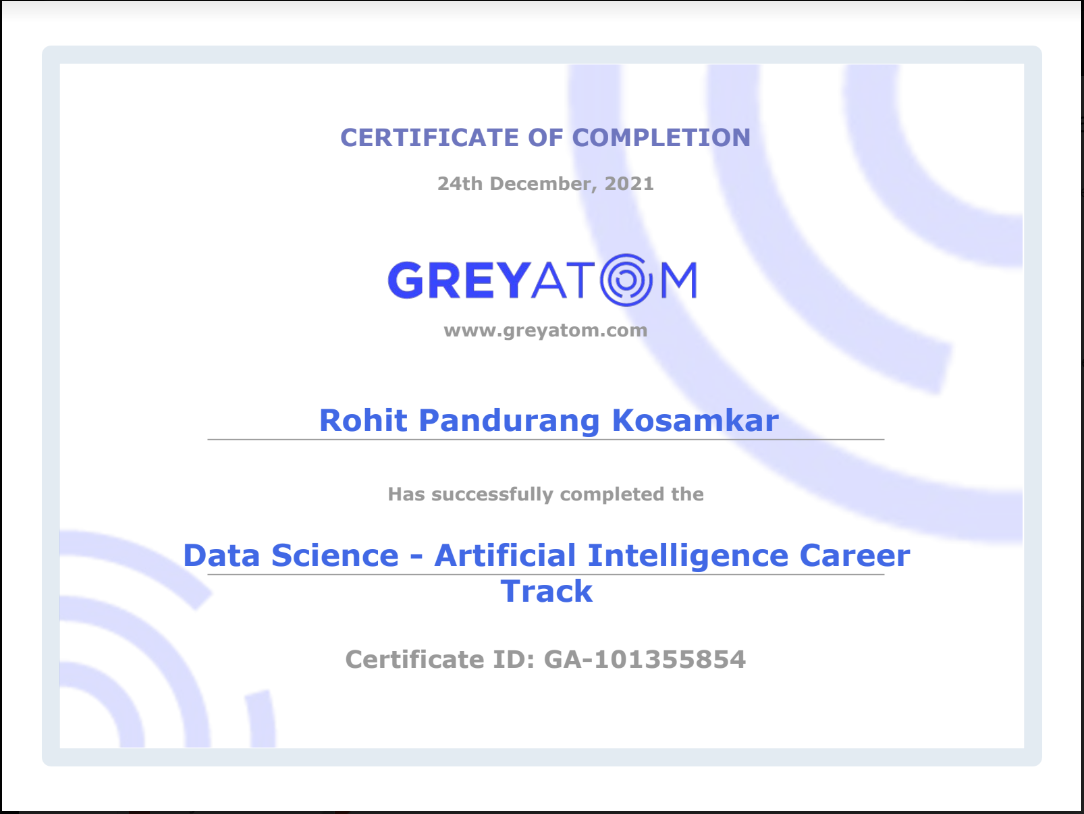 CERTIFICATE OF COMPLETION
24th December, 2021
GREYATOM
www.greyatom.com
Rohit Pandurang Kosamkar
Has successfully completed the
Data Science - Artificial Intelligence Career
Track
Certificate ID: GA-101355854